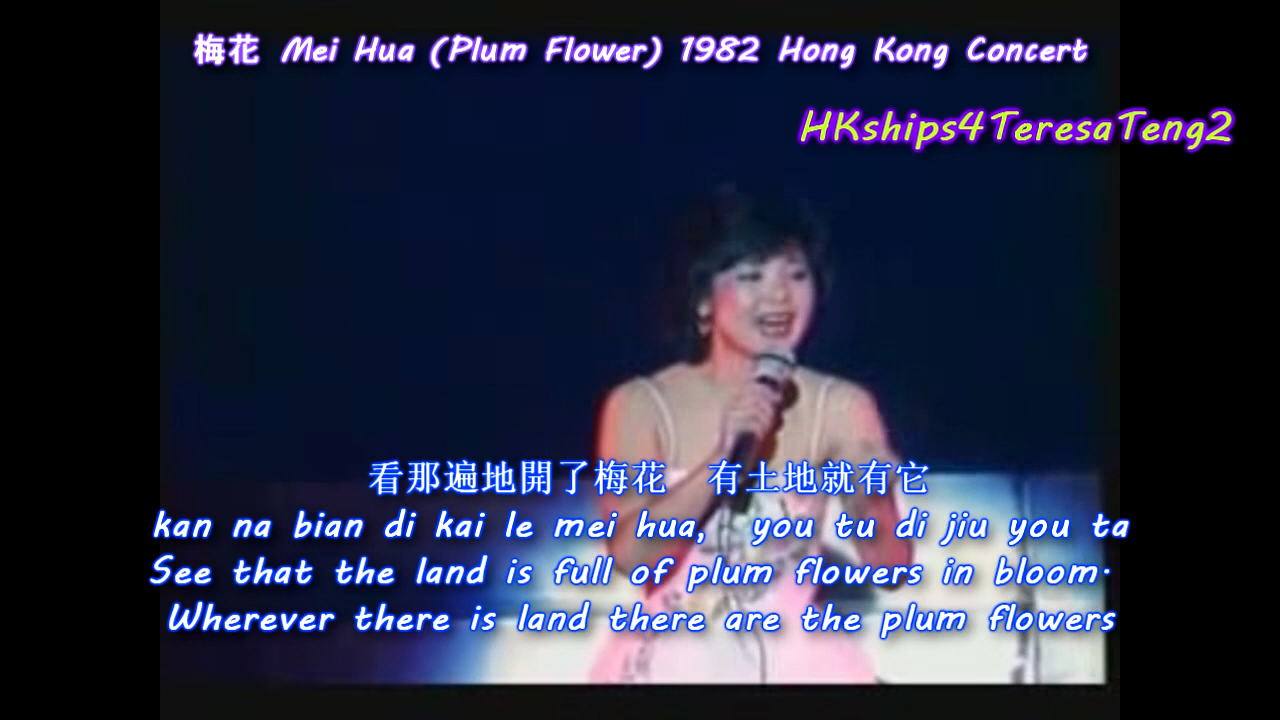 梅花 Mei Hua (Plum Flower) 1982 Hong Kong Concert
HKships4TeresaTeng2
看那遍地開了梅花 有土地就有它
kan na bian di kai le mei hua, you tu di jiu you ta
See that the land is full of plum flowers in bloom.
Wherever there is land there are the plum flowers